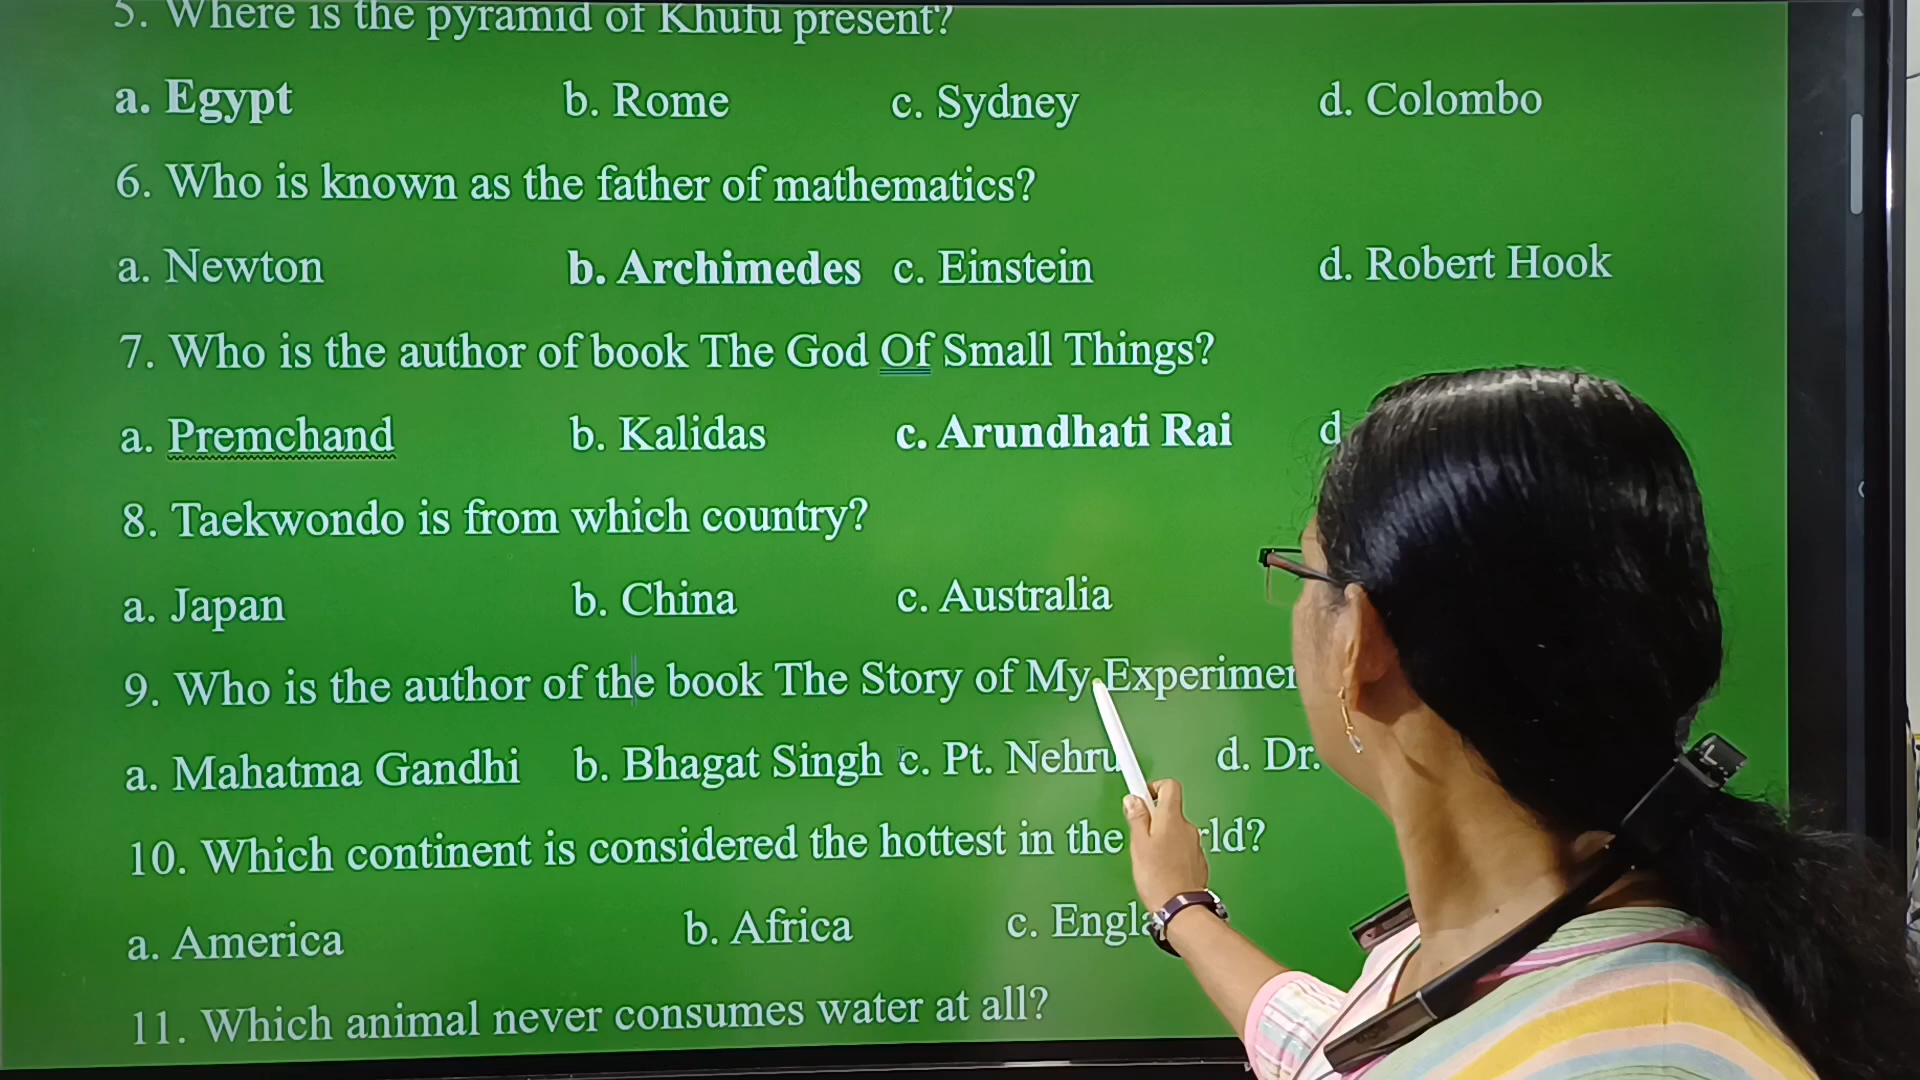 5. Where is the pyramid of Khufu present?
a. Egypt b. Rome c. Sydney d. Colombo
6. Who is known as the father of mathematics?
a. Newton b. Archimedes c. Einstein d. Robert Hook
7. Who is the author of book The God Of Small Things?
a. Premchand b. Kalidas c. Arundhati Rai d
8. Taekwondo is from which country?
a. Japan b. China c. Australia
9. Who is the author of the book The Story of My
a. Mahatma Gandhi b. Bhagat Singh c. Pt. Nehru d. Dr.
10. Which continent is considered the hottest in the
a. America b. Africa c.
11. Which animal never consumes water at all?